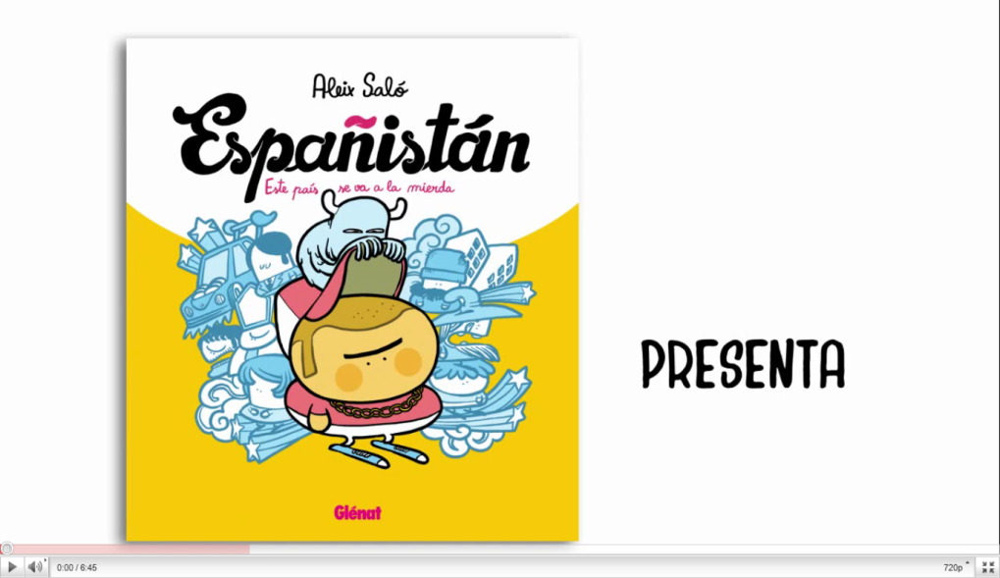 Aleix Saló
Españistán
Este país se va a la mierda
PRESENTA
Glénat
0:00 / 6:45
720p